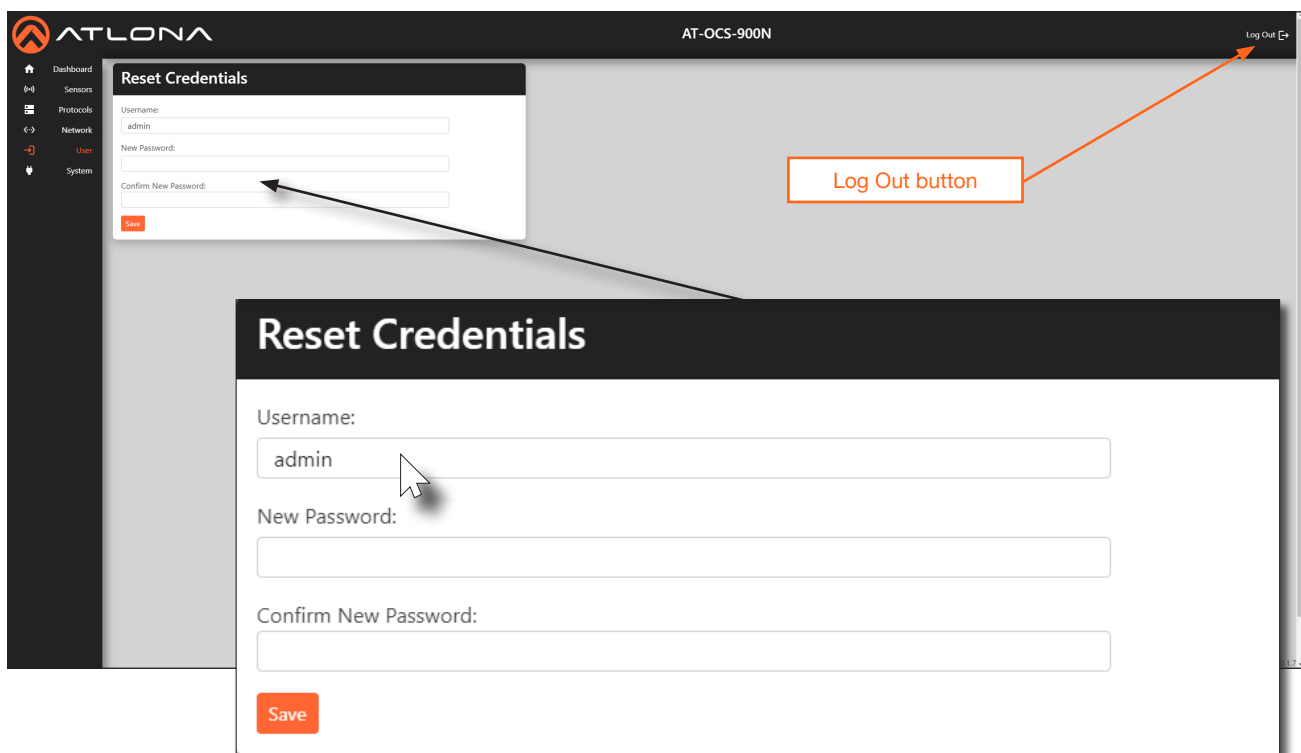 ATLONA
AT-OCS-900N
Log Out
Dashboard
Sensors
Protocols
Network
User
System
Reset Credentials
Username:
admin
New Password:
Confirm New Password:
Save
Log Out button
Reset Credentials
Username:
admin
New Password:
Confirm New Password:
Save